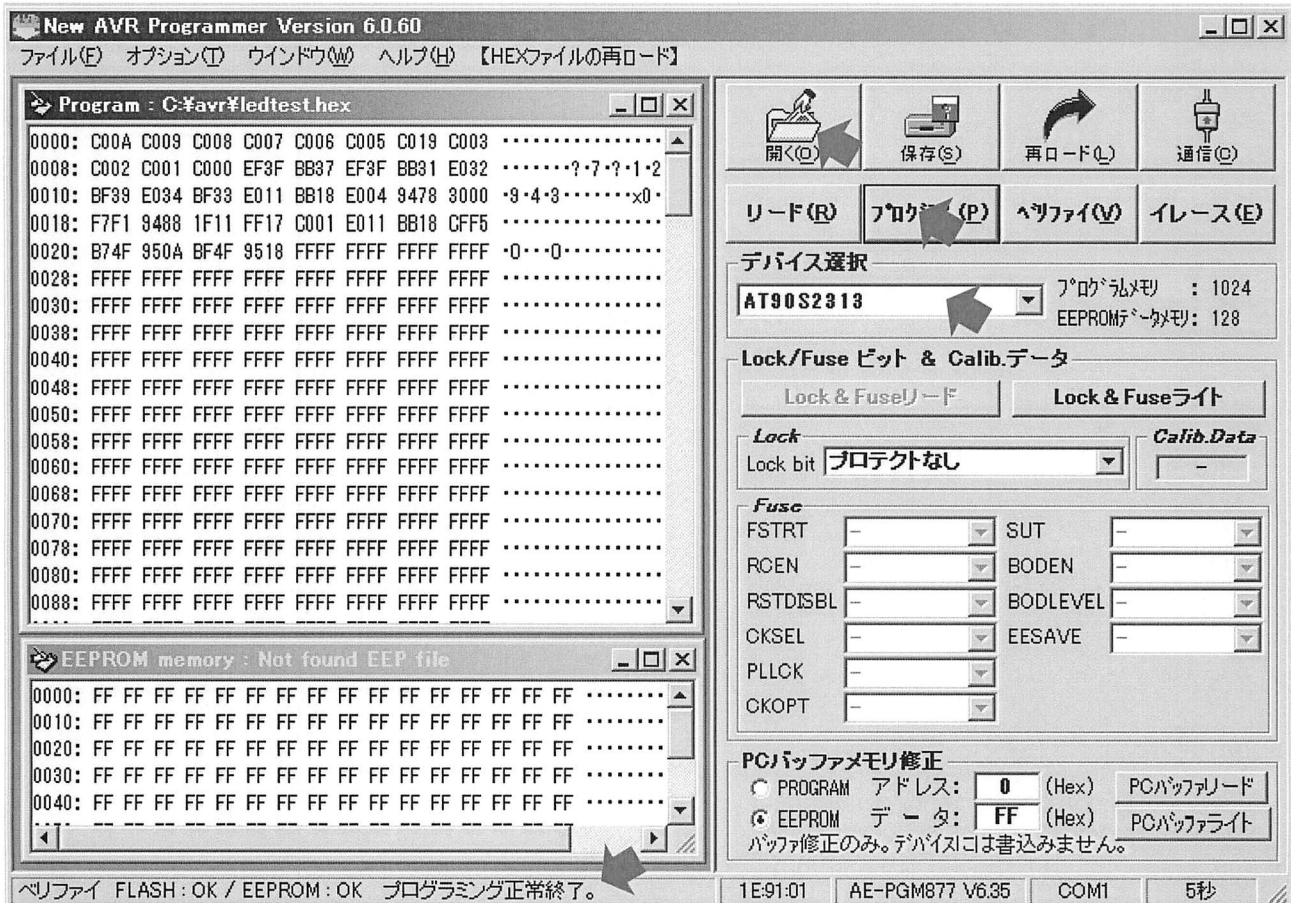 New AVR Programmer Version 6.0.60
ファイル(F) オプション(T) ウインドウ(W) ヘルプ(H) 【HEXファイルの再ロード】
Program : C:¥avr¥ledtest.hex
0000: C00A C009 C008 C007 C006 C005 C019 C003 ················
0008: C002 C001 C000 EF3F BB37 EF3F BB31 E032 ·······?·7·?·1·2
0010: BF39 E034 BF33 E011 BB18 E004 9478 3000 ·9·4·3·······x0·
0018: F7F1 9488 1F11 FF17 C001 E011 BB18 CFF5 ················
0020: B74F 950A BF4F 9518 FFFF FFFF FFFF FFFF ·O···O··········
0028: FFFF FFFF FFFF FFFF FFFF FFFF FFFF FFFF ················
0030: FFFF FFFF FFFF FFFF FFFF FFFF FFFF FFFF ················
0038: FFFF FFFF FFFF FFFF FFFF FFFF FFFF FFFF ················
0040: FFFF FFFF FFFF FFFF FFFF FFFF FFFF FFFF ················
0048: FFFF FFFF FFFF FFFF FFFF FFFF FFFF FFFF ················
0050: FFFF FFFF FFFF FFFF FFFF FFFF FFFF FFFF ················
0058: FFFF FFFF FFFF FFFF FFFF FFFF FFFF FFFF ················
0060: FFFF FFFF FFFF FFFF FFFF FFFF FFFF FFFF ················
0068: FFFF FFFF FFFF FFFF FFFF FFFF FFFF FFFF ················
0070: FFFF FFFF FFFF FFFF FFFF FFFF FFFF FFFF ················
0078: FFFF FFFF FFFF FFFF FFFF FFFF FFFF FFFF ················
0080: FFFF FFFF FFFF FFFF FFFF FFFF FFFF FFFF ················
0088: FFFF FFFF FFFF FFFF FFFF FFFF FFFF FFFF ················
EEPROM memory : Not found EEP file
0000: FF FF FF FF FF FF FF FF FF FF FF FF FF FF FF FF ········
0010: FF FF FF FF FF FF FF FF FF FF FF FF FF FF FF FF ········
0020: FF FF FF FF FF FF FF FF FF FF FF FF FF FF FF FF ········
0030: FF FF FF FF FF FF FF FF FF FF FF FF FF FF FF FF ········
0040: FF FF FF FF FF FF FF FF FF FF FF FF FF FF FF FF ········
開く(O) 保存(S) 再ロード(L) 通信(C)
リード(R) (P) ベリファイ(V) イレース(E)
デバイス選択
AT90S2313
プログラムメモリ : 1024
EEPROMデータメモリ: 128
Lock/Fuse ビット & Calib.データ
Lock & Fuseリード Lock & Fuseライト
Lock
Lock bit プロテクトなし
Calib.Data
–
Fuse
FSTRT – SUT –
RCEN – BODEN –
RSTDISBL – BODLEVEL –
CKSEL – EESAVE –
PLLCK –
CKOPT –
PCバッファメモリ修正
PROGRAM アドレス: 0 (Hex) PCバッファリード
EEPROM データ: FF (Hex) PCバッファライト
バッファ修正のみ。デバイスには書込みません。
ベリファイ FLASH : OK / EEPROM : OK プログラミング正常終了。 1E:91:01 AE-PGM877 V6.35 COM1 5秒